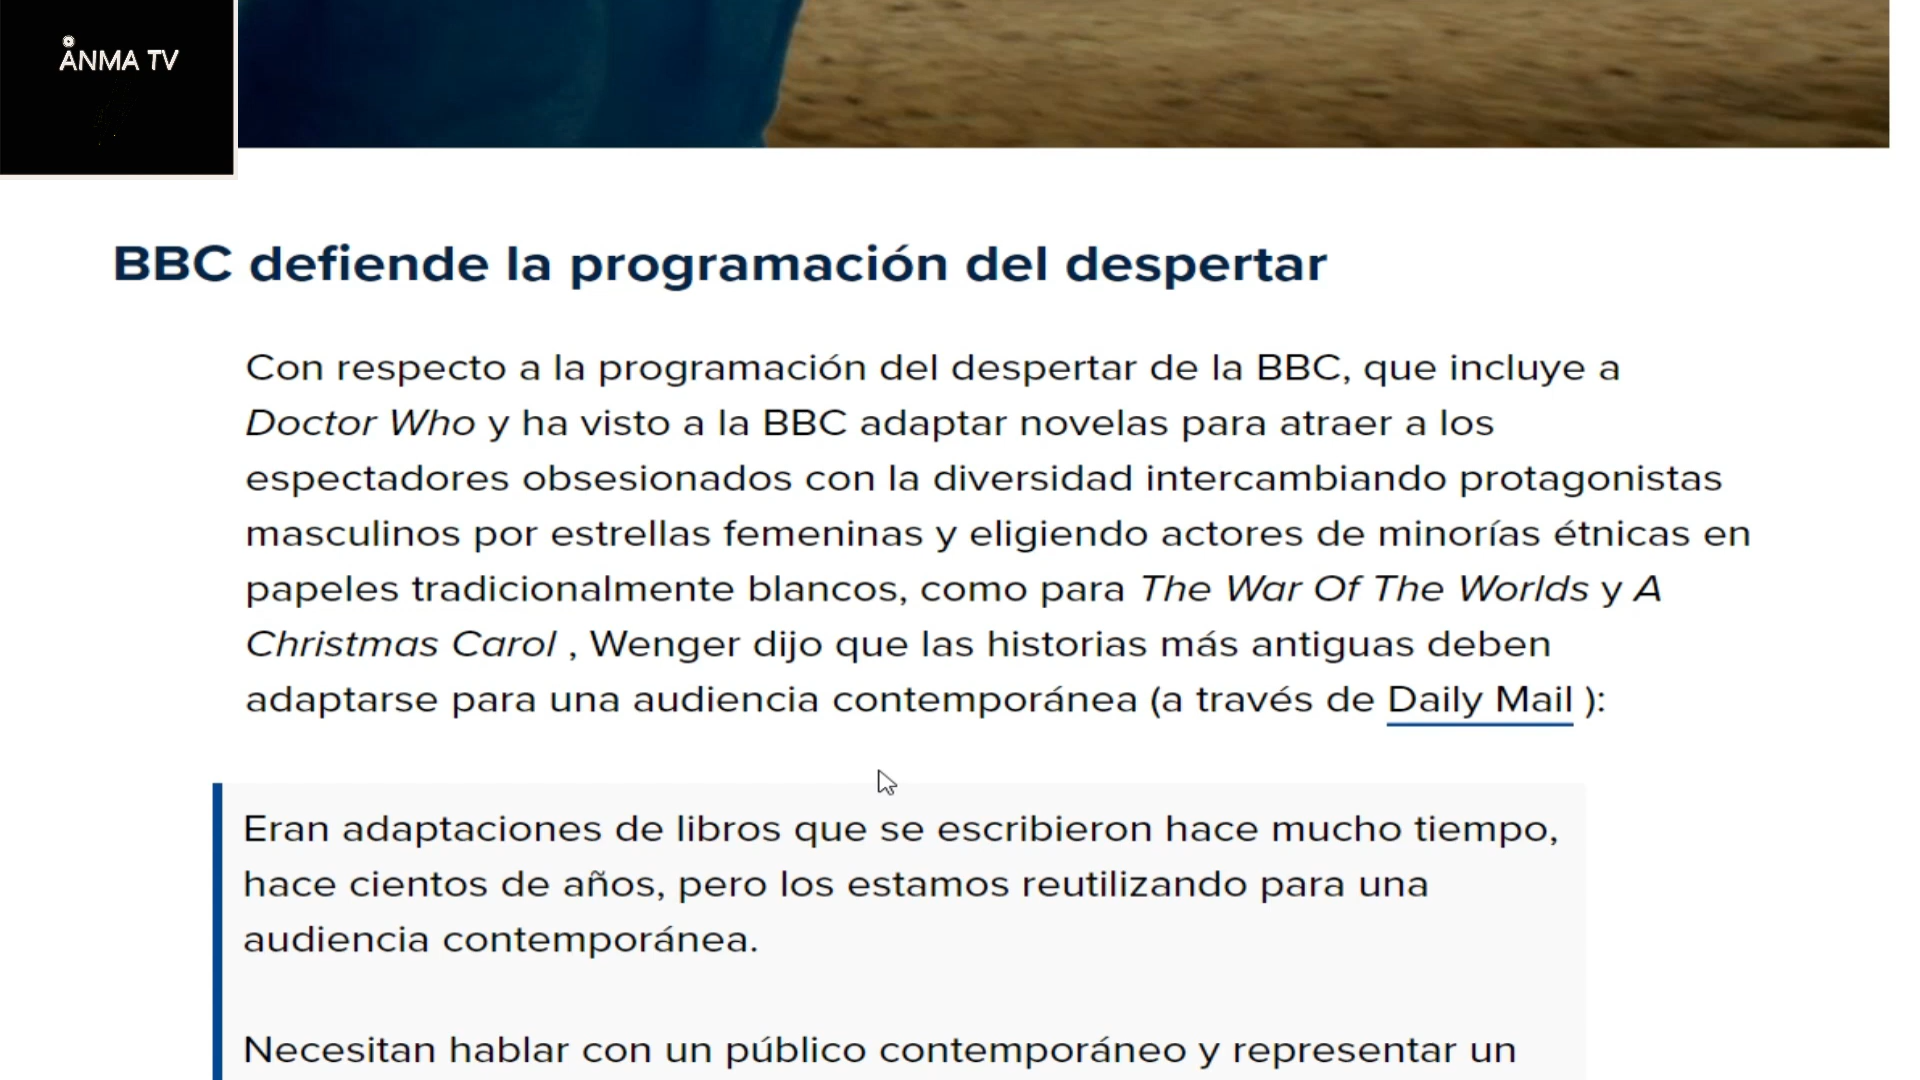 ANMA TV
BBC defiende la programación del despertar
Con respecto a la programación del despertar de la BBC, que incluye a
Doctor Who y ha visto a la BBC adaptar novelas para atraer a los
espectadores obsesionados con la diversidad intercambiando protagonistas
masculinos por estrellas femeninas y eligiendo actores de minorías étnicas en
papeles tradicionalmente blancos, como para The War Of The Worlds y A
Christmas Carol , Wenger dijo que las historias más antiguas deben
adaptarse para una audiencia contemporánea (a través de Daily Mail ):
Eran adaptaciones de libros que se escribieron hace mucho tiempo,
hace cientos de años, pero los estamos reutilizando para una
audiencia contemporánea.
Necesitan hablar con un público contemporáneo y representar un